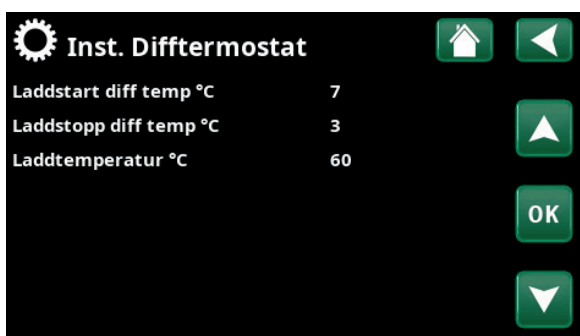 Inst. Difftermostat
Laddstart diff temp °C 7
Laddstopp diff temp °C 3
Laddtemperatur °C 60
OK